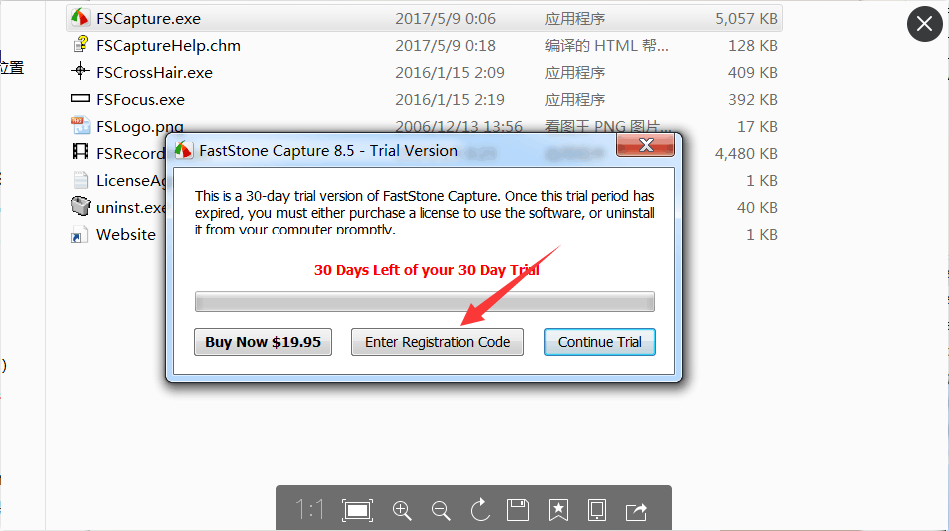 FSCapture.exe 2017/5/9 0:06 应用程序 5,057 KB
FSCaptureHelp.chm 2017/5/9 0:18 编译的 HTML 帮... 128 KB
位置
FSCrossHair.exe 2016/1/15 2:09 应用程序 409 KB
FSFocus.exe 2016/1/15 2:19 应用程序 392 KB
FSLogo.png 2006/12/13 13:56 看图王 PNG 图片... 17 KB
FSRecord 4,480 KB
LicenseAg 1 KB
uninst.exe 40 KB
Website 1 KB
FastStone Capture 8.5 - Trial Version
This is a 30-day trial version of FastStone Capture. Once this trial period has
expired, you must either purchase a license to use the software, or uninstall
it from your computer promptly.
30 Days Left of your 30 Day Trial
Buy Now $19.95 Enter Registration Code Continue Trial
)
1:1